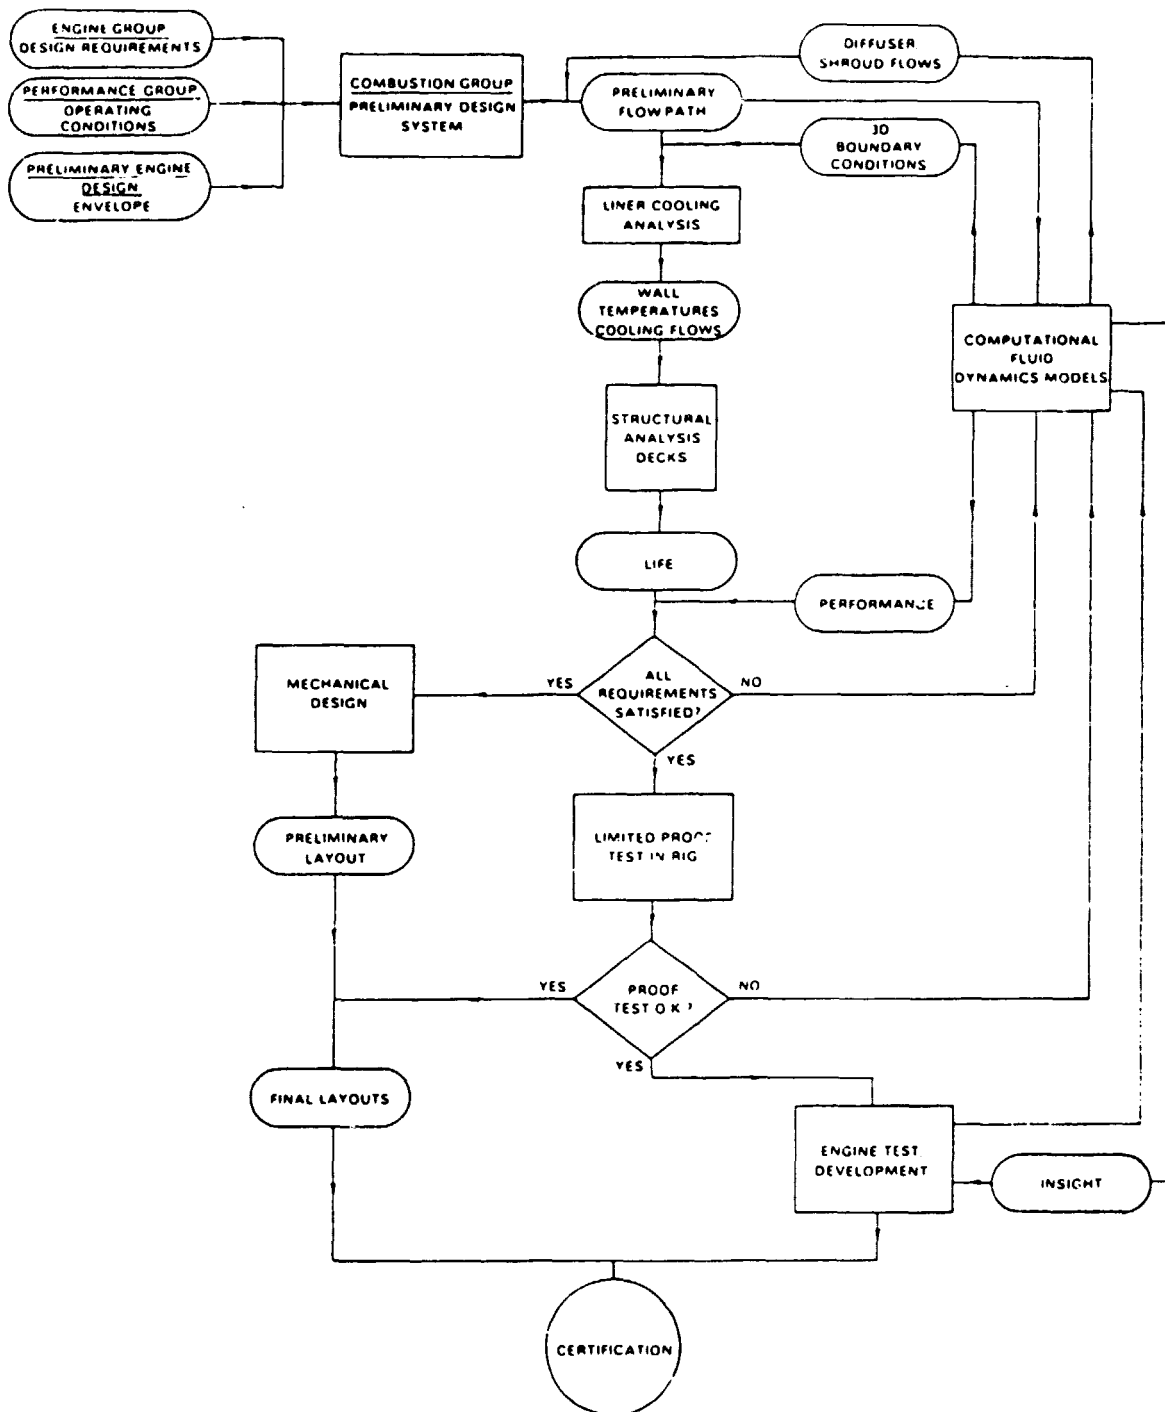 ENGINE GROUP
DESIGN REQUIREMENTS
PERFORMANCE GROUP
OPERATING
CONDITIONS
PRELIMINARY ENGINE
DESIGN
ENVELOPE
COMBUSTION GROUP
PRELIMINARY DESIGN
SYSTEM
DIFFUSER
SHROUD FLOWS
PRELIMINARY
FLOW PATH
3D
BOUNDARY
CONDITIONS
LINER COOLING
ANALYSIS
WALL
TEMPERATURES
COOLING FLOWS
COMPUTATIONAL
FLUID
DYNAMICS MODELS
STRUCTURAL
ANALYSIS
DECKS
LIFE
PERFORMANCE
MECHANICAL
DESIGN
YES
ALL
REQUIREMENTS
SATISFIED?
NO
YES
PRELIMINARY
LAYOUT
LIMITED PROOF
TEST IN RIG
YES
PROOF
TEST O.K.?
NO
YES
FINAL LAYOUTS
ENGINE TEST
DEVELOPMENT
INSIGHT
CERTIFICATION